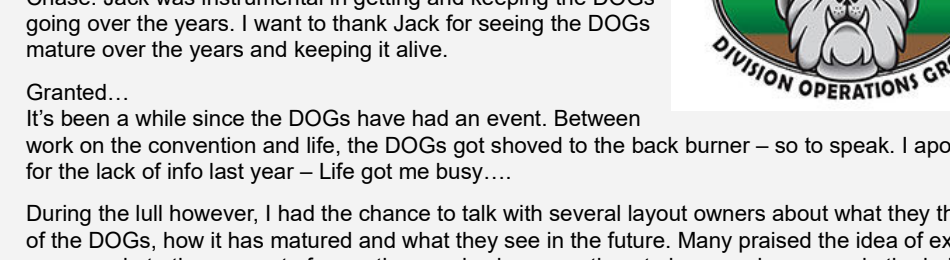 Chase. Jack was instrumental in getting and keeping the DOGs
going over the years. I want to thank Jack for seeing the DOGs
mature over the years and keeping it alive.
DIVISION OPERATIONS
Granted…
It's been a while since the DOGs have had an event. Between
work on the convention and life, the DOGs got shoved to the back burner – so to speak. I
for the lack of info last year – Life got me busy….
During the lull however, I had the chance to talk with several layout owners about what they
of the DOGs, how it has matured and what they see in the future. Many praised the idea of